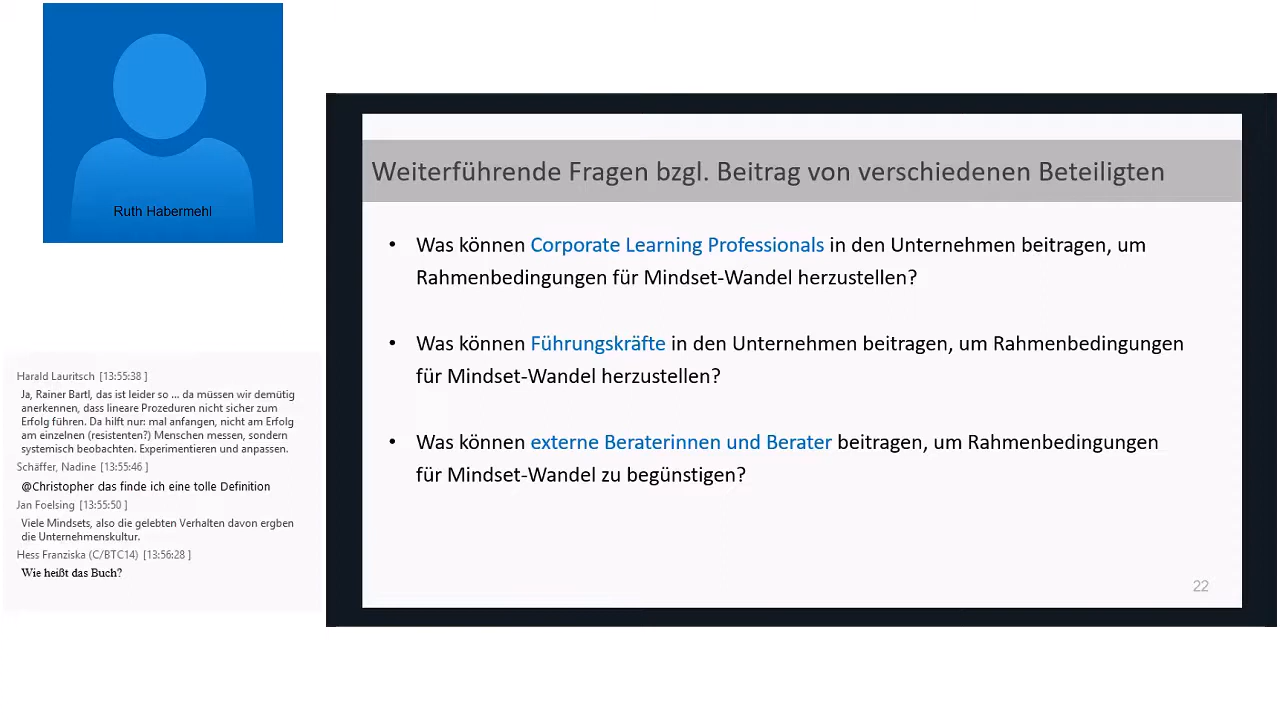 Ruth Habermehl
Harald Lauritsch [13:55:38 ]
Ja, Rainer Bartl, das ist leider so ... da müssen wir demütig
anerkennen, dass lineare Prozeduren nicht sicher zum
Erfolg führen. Da hilft nur: mal anfangen, nicht am Erfolg
am einzelnen (resistenten?) Menschen messen, sondern
systemisch beobachten. Experimentieren und anpassen.
Schäffer, Nadine [13:55:46 ]
@Christopher das finde ich eine tolle Definition
Jan Foelsing [13:55:50 ]
Viele Mindsets, also die gelebten Verhalten davon ergben
die Unternehmenskultur.
Hess Franziska (C/BTC14) [13:56:28 ]
Wie heißt das Buch?
Weiterführende Fragen bzgl. Beitrag von verschiedenen Beteiligten
• Was können Corporate Learning Professionals in den Unternehmen beitragen, um
Rahmenbedingungen für Mindset-Wandel herzustellen?
• Was können Führungskräfte in den Unternehmen beitragen, um Rahmenbedingungen
für Mindset-Wandel herzustellen?
• Was können externe Beraterinnen und Berater beitragen, um Rahmenbedingungen
für Mindset-Wandel zu begünstigen?
22